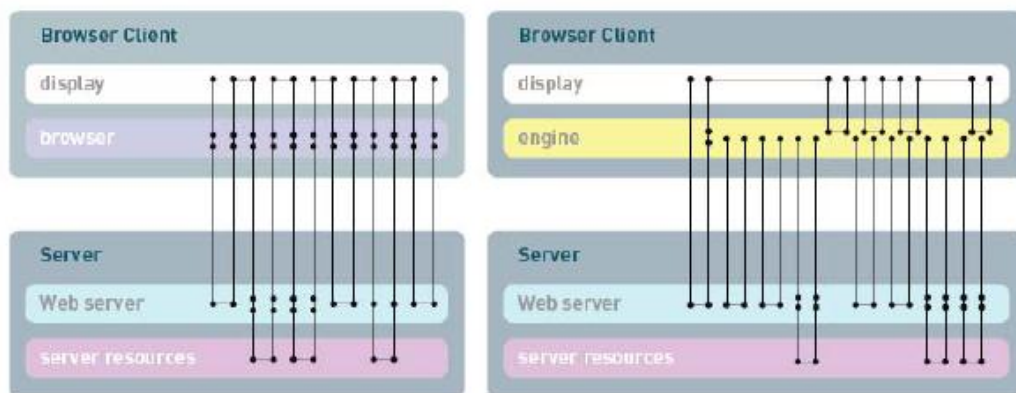 Browser Client
display
browser
Server
Web server
server resources
Browser Client
display
engine
Server
Web server
server resources